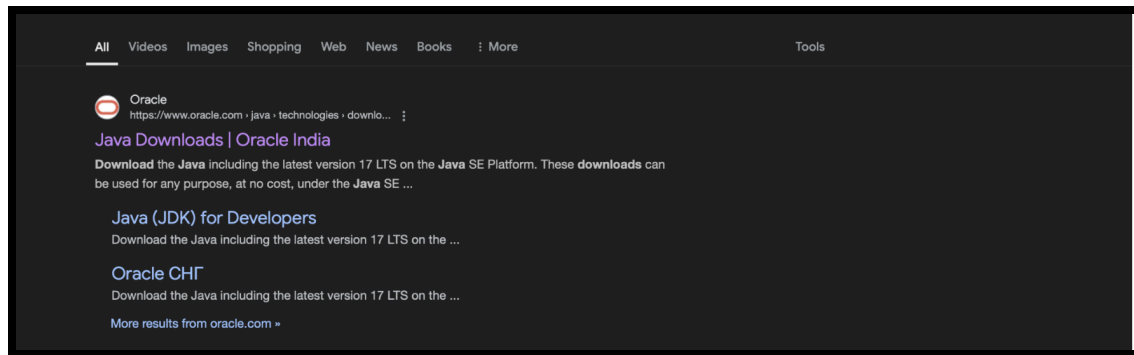 All Videos Images Shopping Web News Books ⋮ More Tools
Oracle
https://www.oracle.com › java › technologies › downlo... ⋮
Java Downloads | Oracle India
Download the Java including the latest version 17 LTS on the Java SE Platform. These downloads can
be used for any purpose, at no cost, under the Java SE ...
Java (JDK) for Developers
Download the Java including the latest version 17 LTS on the ...
Oracle СНГ
Download the Java including the latest version 17 LTS on the ...
More results from oracle.com »